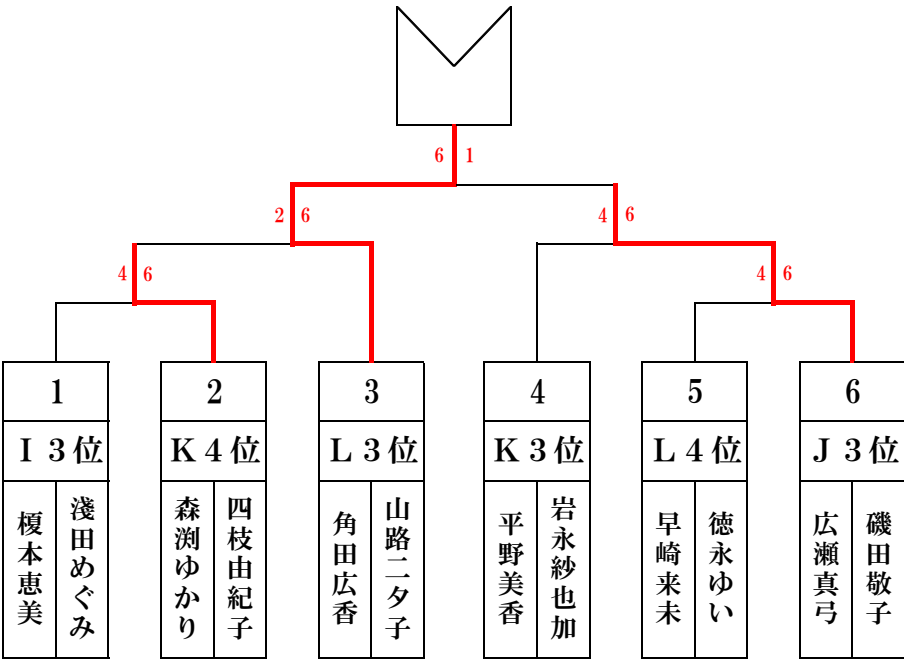 6 1
2 6
4 6
4 6
4 6
1
2
3
4
5
6
I 3位
K4位
L3位
K3位
L4位
J 3位
淺田めぐみ
榎本恵美
四枝由紀子
森渕ゆかり
山路二夕子
角田広香
岩永紗也加
平野美香
徳永ゆい
早崎来未
磯田敬子
広瀬真弓